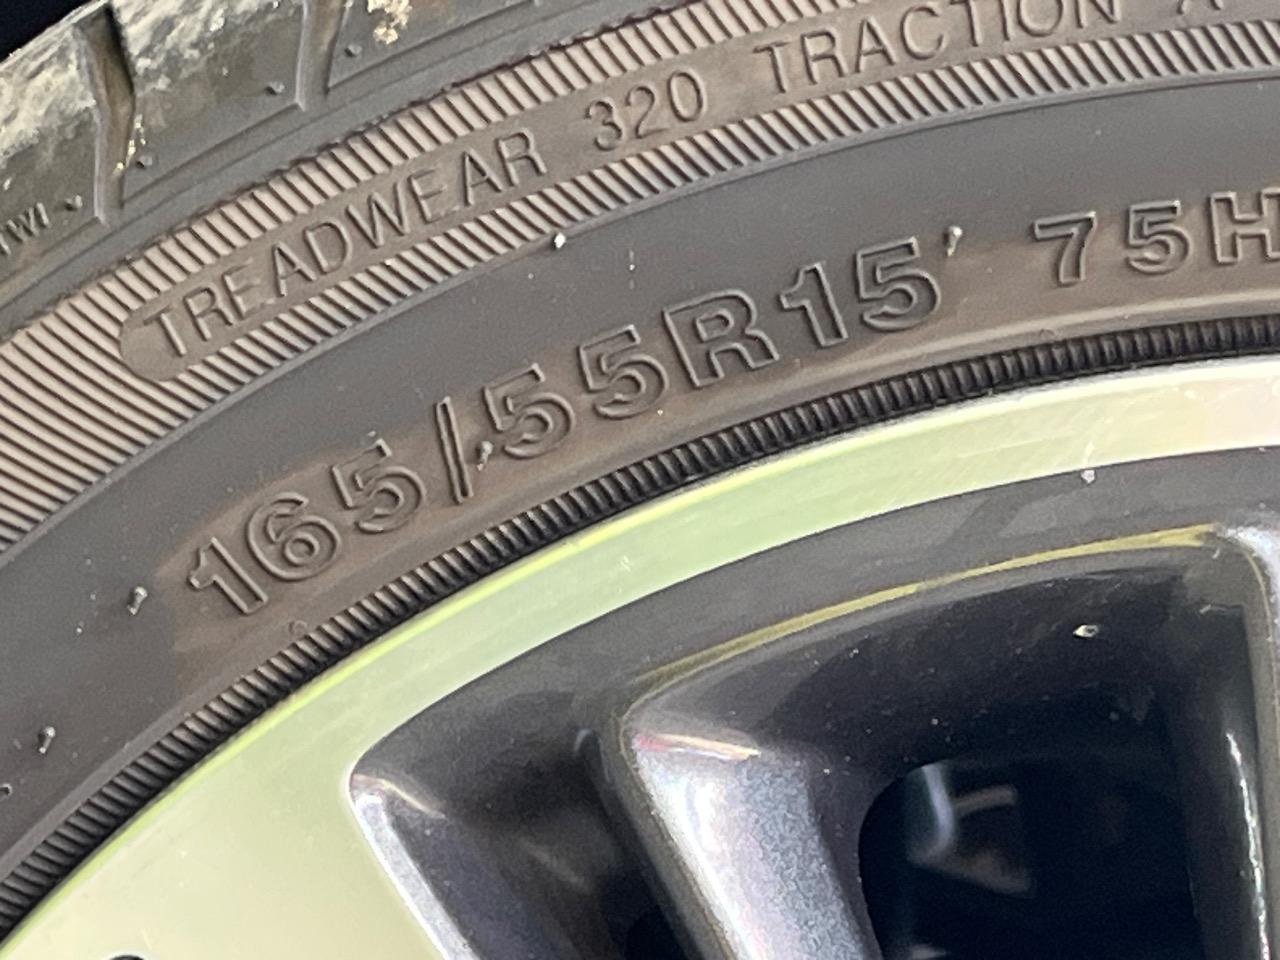 TREADWEAR 320 TRACTION A
165/55R15 75H
TWI